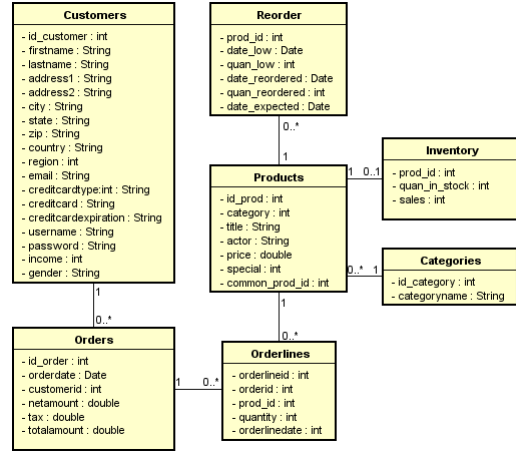 Customers
- id_customer : int
- firstname : String
- lastname : String
- address1 : String
- address2 : String
- city : String
- state : String
- zip : String
- country : String
- region : int
- email : String
- creditcardtype:int : String
- creditcard : String
- creditcardexpiration : String
- username : String
- password : String
- income : int
- gender : String
1
0..*
Orders
- id_order : int
- orderdate : Date
- customerid : int
- netamount : double
- tax : double
- totalamount : double
1 0..*
Reorder
- prod_id : int
- date_low : Date
- quan_low : int
- date_reordered : Date
- quan_reordered : int
- date_expected : Date
0..*
1
Products
- id_prod : int
- category : int
- title : String
- actor : String
- price : double
- special : int
- common_prod_id : int
1 0..1
0..* 1
1
0..*
Orderlines
- orderlineid : int
- orderid : int
- prod_id : int
- quantity : int
- orderlinedate : int
Inventory
- prod_id : int
- quan_in_stock : int
- sales : int
Categories
- id_category : int
- categoryname : String